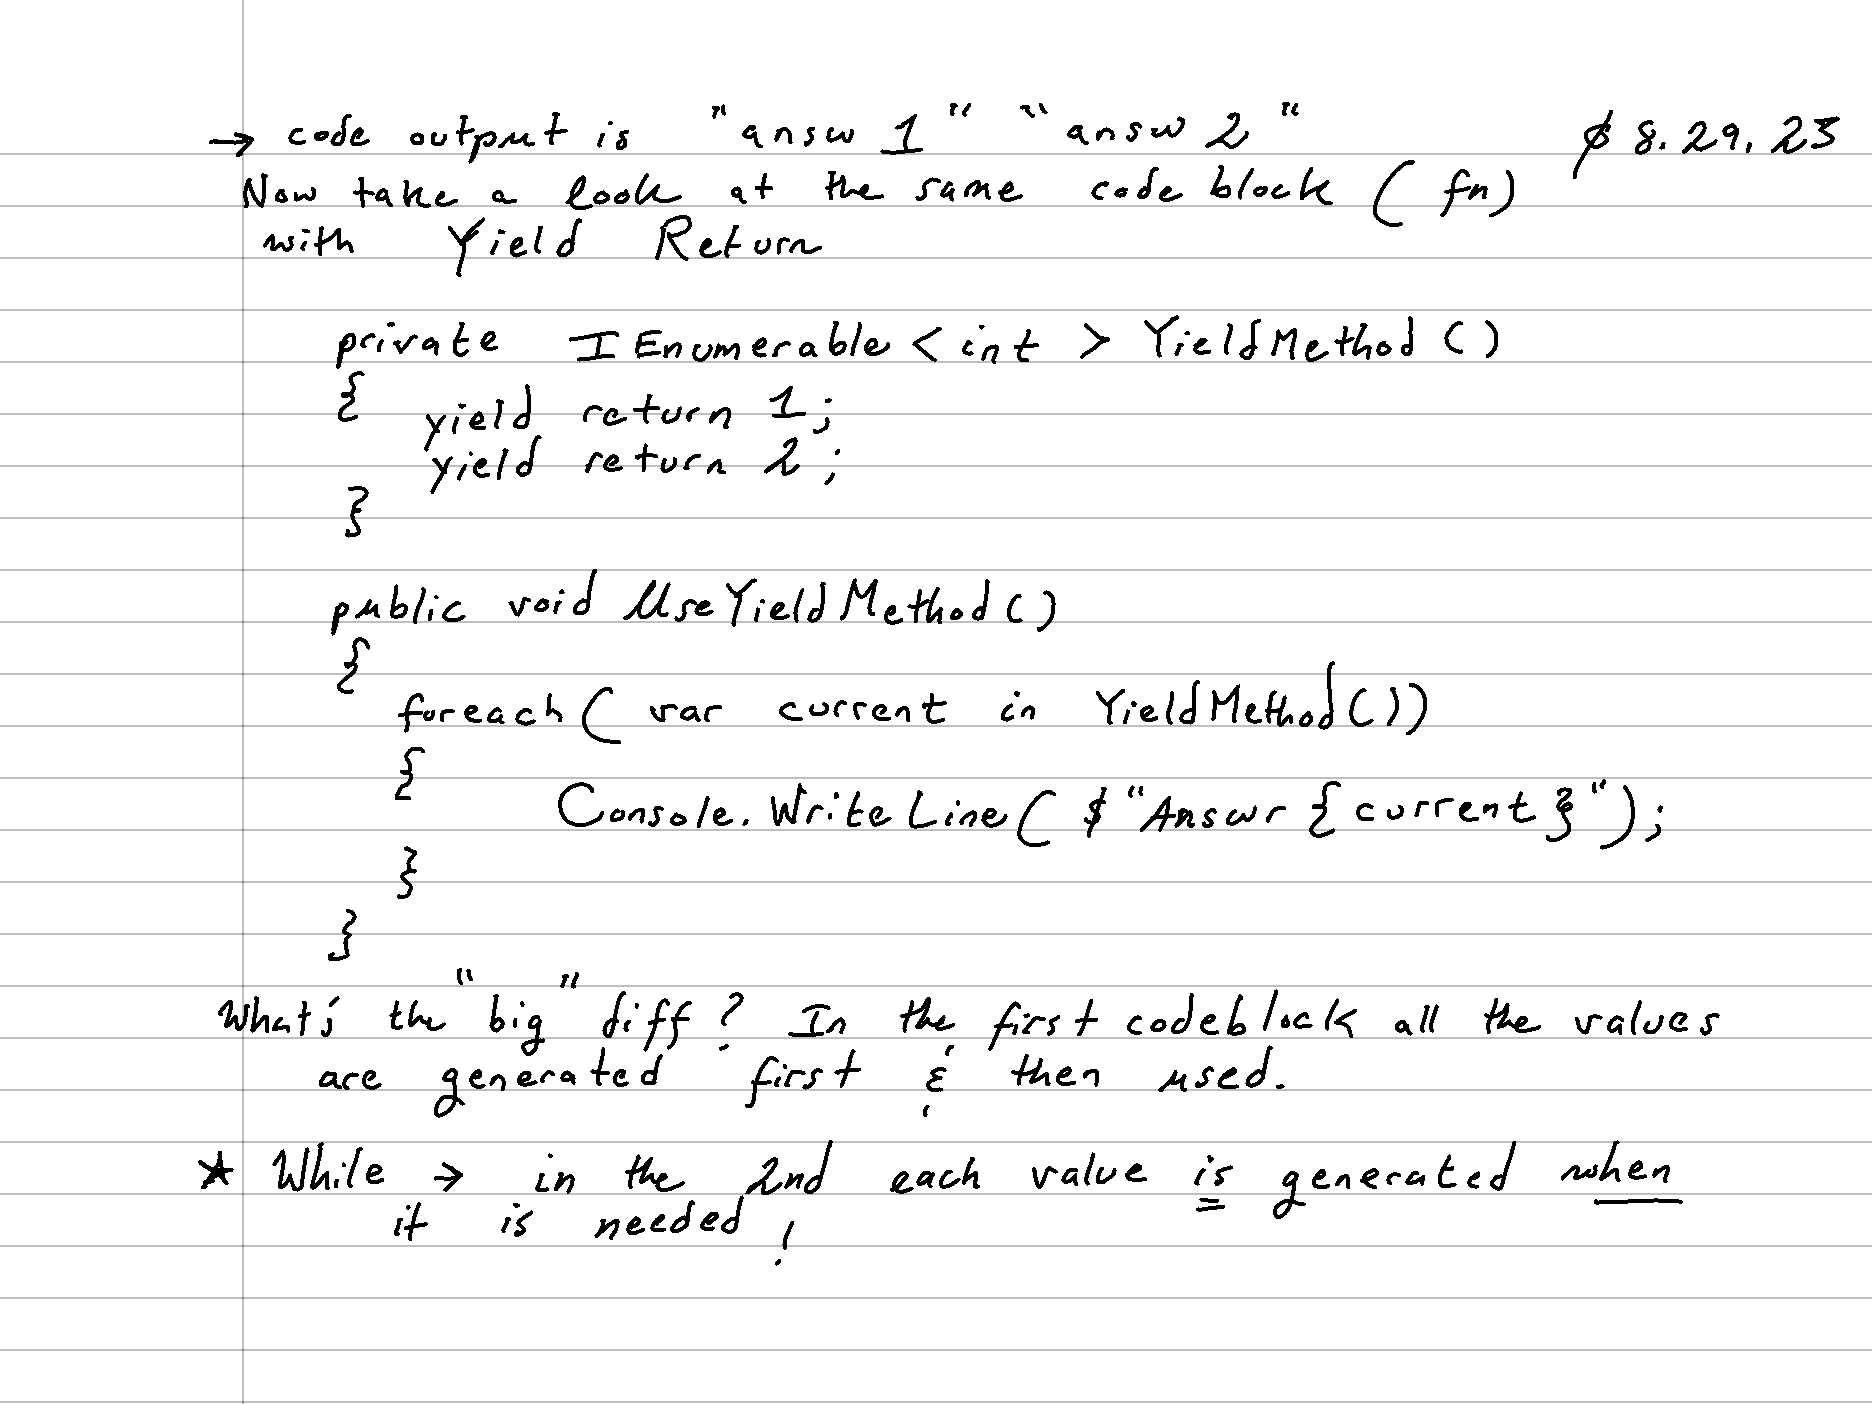 → code output is "answ 1" "answ 2" 8.29.23
Now take a look at the same code block (fn)
with Yield Return
private IEnumerable<int> YieldMethod()
{ yield return 1;
yield return 2;
}
public void UseYieldMethod()
{
foreach( var current in YieldMethod())
{
Console.WriteLine( $"Answr {current}");
}
}
What's the "big" diff? In the first codeblock all the values
are generated first & then used.
★ While → in the 2nd each value is generated when
it is needed!